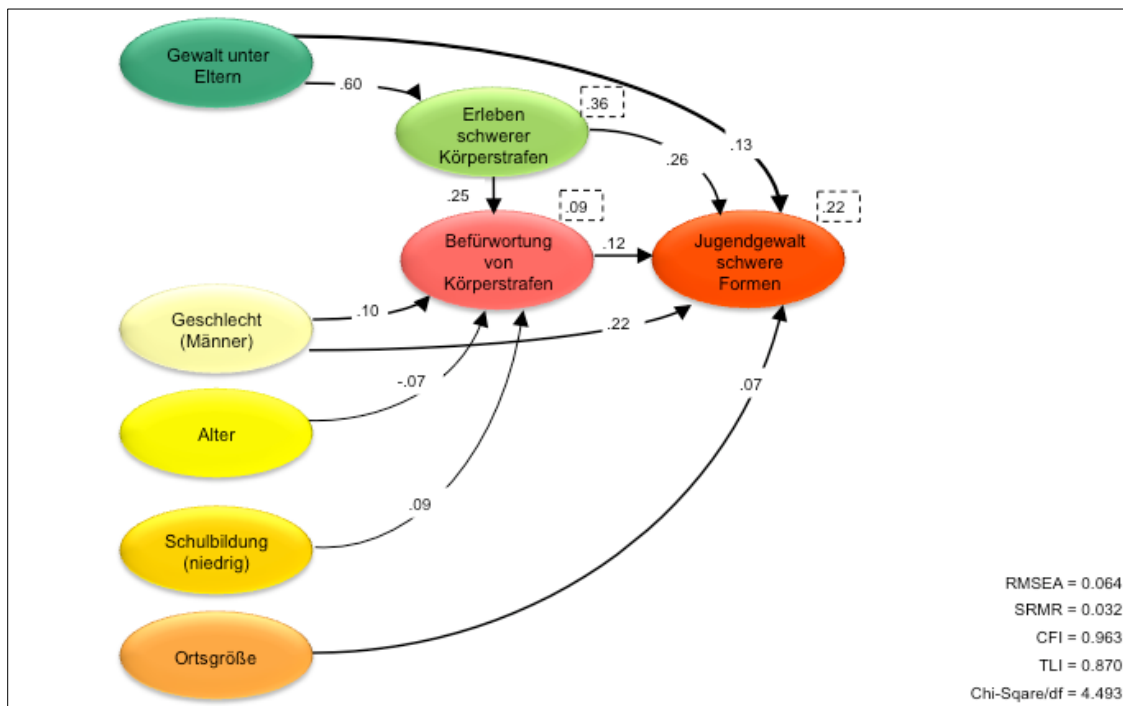 Gewalt unter
Eltern
.60
Erleben
schwerer
Körperstrafen
.36
.13
.26
.25
.09
.22
Befürwortung
von
Körperstrafen
.12
Jugendgewalt
schwere
Formen
Geschlecht
(Männer)
.10
.22
-.07
.07
Alter
.09
Schulbildung
(niedrig)
Ortsgröße
RMSEA = 0.064
SRMR = 0.032
CFI = 0.963
TLI = 0.870
Chi-Sqare/df = 4.493